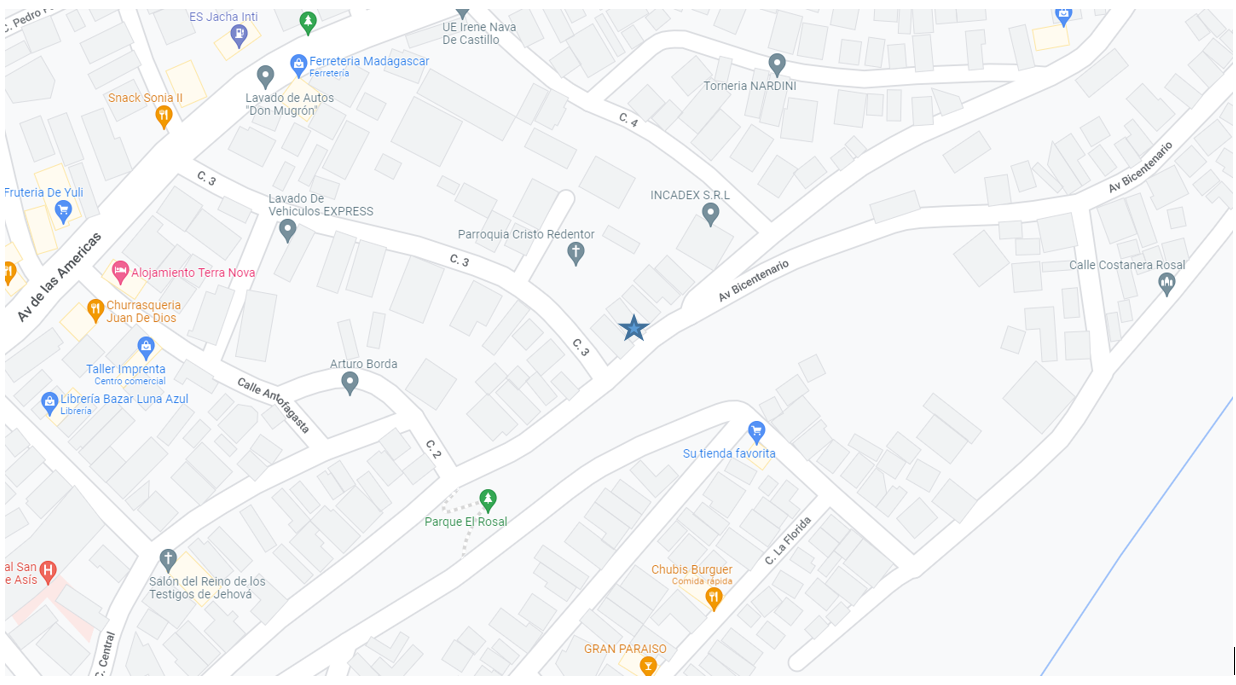 C. Pedro F
ES Jacha Inti
UE Irene Nava
De Castillo
Ferreteria Madagascar
Ferretería
Torneria NARDINI
Snack Sonia II
Lavado de Autos
"Don Mugrón"
C. 4
Av Bicentenario
C. 3
Fruteria De Yuli
Lavado De
Vehiculos EXPRESS
INCADEX S.R.L
Parroquia Cristo Redentor
C. 3
Av de las Americas
Alojamiento Terra Nova
Av Bicentenario
Calle Costanera Rosal
Churrasqueria
Juan De Dios
C. 3
Taller Imprenta
Centro comercial
Arturo Borda
Calle Antofagasta
Librería Bazar Luna Azul
Librería
C. 2
Su tienda favorita
Parque El Rosal
C. La Florida
al San
e Asís
Salón del Reino de los
Testigos de Jehová
Chubis Burguer
Comida rápida
C. Central
GRAN PARAISO